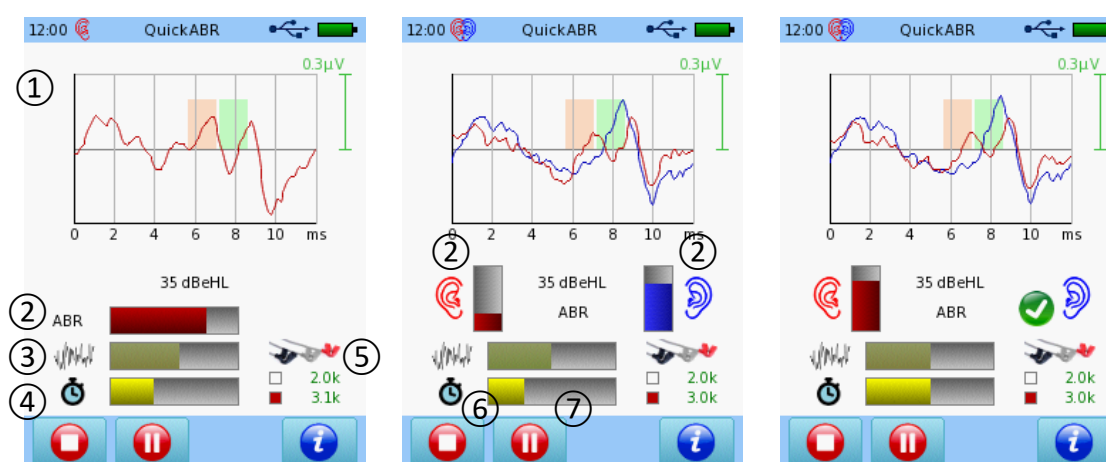 12:00 QuickABR
0.3µV
①
0 2 4 6 8 10 ms
35 dBeHL
② ABR
③ ⑤
2.0k
④ 3.1k
12:00 QuickABR
0.3µV
0 2 4 6 8 10 ms
② ②
35 dBeHL
ABR
2.0k
3.0k
⑥ ⑦
12:00 QuickABR
0.3µV
0 2 4 6 8 10 ms
35 dBeHL
ABR
2.0k
3.0k
i
i
i